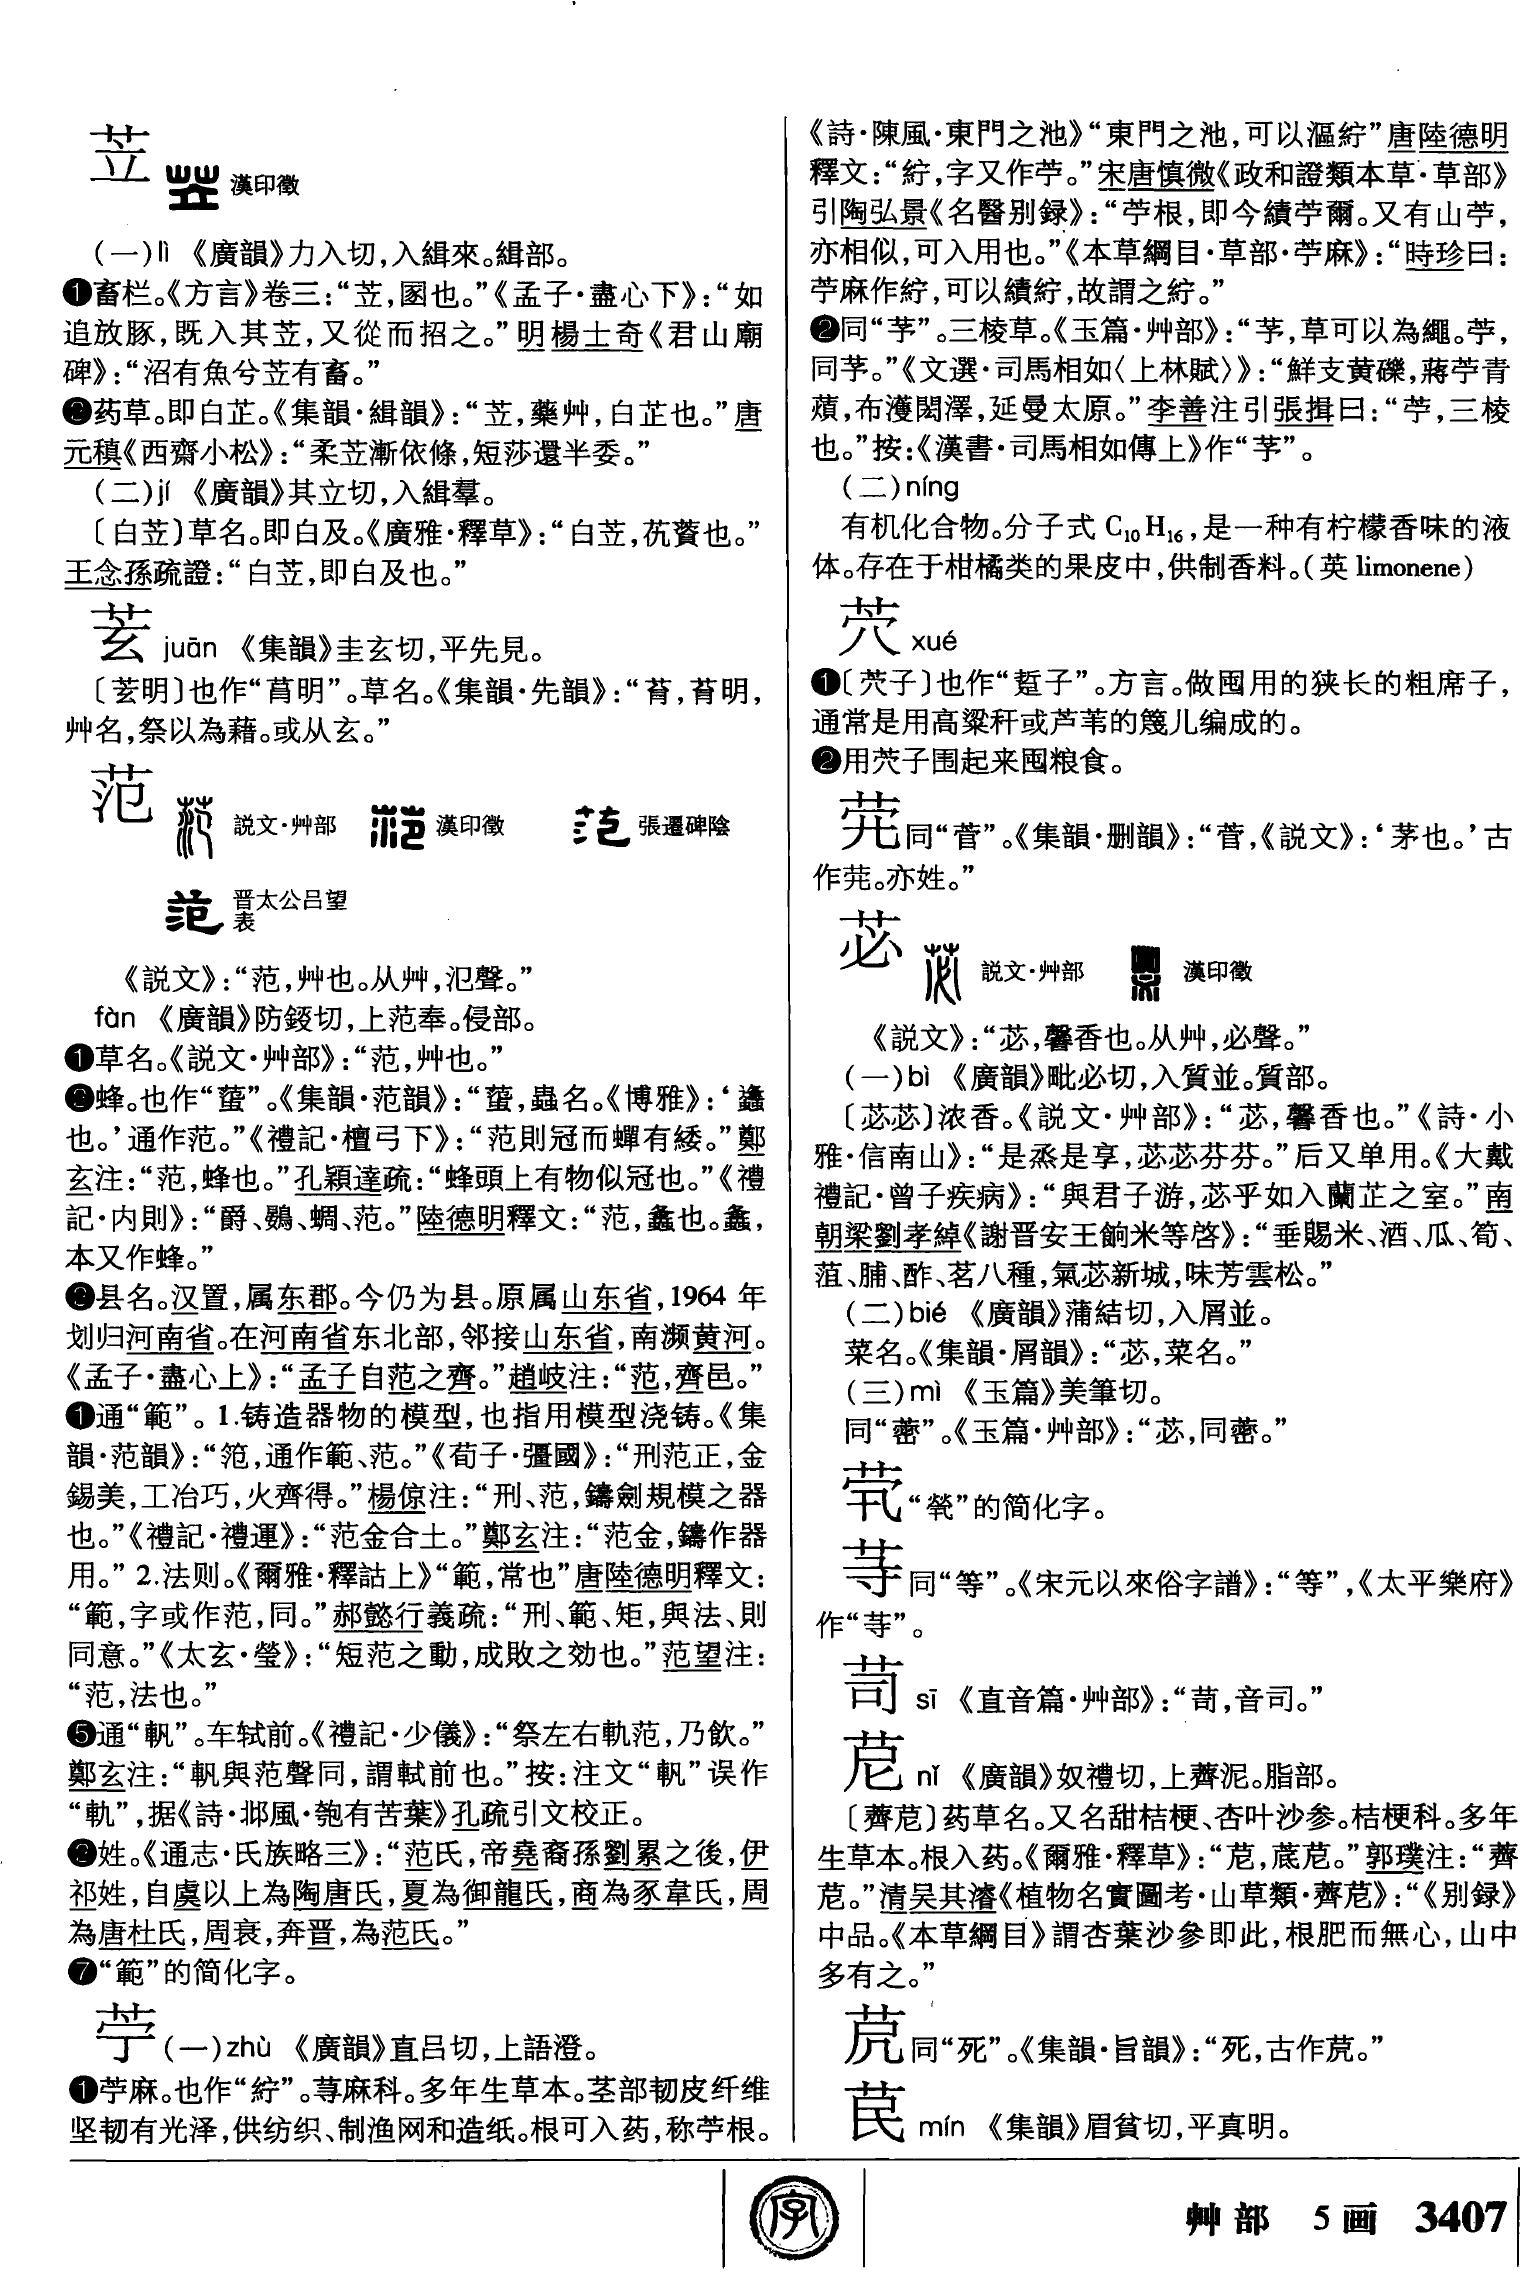 苙 漢印徵
(一)lì 《廣韻》力入切,入緝來。緝部。
❶畜栏。《方言》卷三:“苙,圂也。”《孟子·盡心下》:“如
追放豚,既入其苙,又從而招之。”明楊士奇《君山廟
碑》:“沼有魚兮苙有畜。”
❷药草。即白芷。《集韻·緝韻》:“苙,藥艸,白芷也。”唐
元稹《西齋小松》:“柔苙漸依條,短莎還半委。”
(二)jí 《廣韻》其立切,入緝羣。
〔白苙〕草名。即白及。《廣雅·釋草》:“白苙,䒢䕲也。”
王念孫疏證:“白苙,即白及也。”
䒸 juān 《集韻》圭玄切,平先見。
〔䒸明〕也作“萺明”。草名。《集韻·先韻》:“䒸,䒸明,
艸名,祭以為藉。或从玄。”
范 説文·艸部 漢印徵 張遷碑陰
晋太公吕望
表
《説文》:“范,艸也。从艸,氾聲。”
fàn 《廣韻》防錽切,上范奉。侵部。
❶草名。《説文·艸部》:“范,艸也。”
❷蜂。也作“䗕”。《集韻·范韻》:“䗕,蟲名。《博雅》:‘蠭
也。’通作范。”《禮記·檀弓下》:“范則冠而蟬有緌。”鄭
玄注:“范,蜂也。”孔穎達疏:“蜂頭上有物似冠也。”《禮
記·内則》:“爵、鷃、蜩、范。”陸德明釋文:“范,蠭也。蠭,
本又作蜂。”
❸县名。汉置,属东郡。今仍为县。原属山东省,1964年
划归河南省。在河南省东北部,邻接山东省,南濒黄河。
《孟子·盡心上》:“孟子自范之齊。”趙岐注:“范,齊邑。”
❶通“範”。1.铸造器物的模型,也指用模型浇铸。《集
韻·范韻》:“笵,通作範、范。”《荀子·彊國》:“刑范正,金
錫美,工冶巧,火齊得。”楊倞注:“刑、范,鑄劍規模之器
也。”《禮記·禮運》:“范金合土。”鄭玄注:“范金,鑄作器
用。”2.法则。《爾雅·釋詁上》“範,常也”唐陸德明釋文:
“範,字或作范,同。”郝懿行義疏:“刑、範、矩,與法、則
同意。”《太玄·瑩》:“矩范之動,成敗之効也。”范望注:
“范,法也。”
❺通“軓”。车轼前。《禮記·少儀》:“祭左右軌范,乃飲。”
鄭玄注:“軓與范聲同,謂軾前也。”按:注文“軓”误作
“軌”,据《詩·邶風·匏有苦葉》孔疏引文校正。
❷姓。《通志·氏族略三》:“范氏,帝堯裔孫劉累之後,伊
祁姓,自虞以上為陶唐氏,夏為御龍氏,商為豕韋氏,周
為唐杜氏,周衰,奔晋,為范氏。”
❼“範”的简化字。
苧(一)zhù 《廣韻》直吕切,上語澄。
❶苧麻。也作“紵”。荨麻科。多年生草本。茎部韧皮纤维
坚韧有光泽,供纺织、制渔网和造纸。根可入药,称苧根。
《詩·陳風·東門之池》“東門之池,可以漚紵”唐陸德明
釋文:“紵,字又作苧。”宋唐慎微《政和證類本草·草部》
引陶弘景《名醫别録》:“苧根,即今績苧爾。又有山苧,
亦相似,可入用也。”《本草綱目·草部·苧麻》:“時珍曰:
苧麻作紵,可以績紵,故謂之紵。”
❷同“芧”。三棱草。《玉篇·艸部》:“芧,草可以為繩。苧,
同芧。”《文選·司馬相如〈上林賦〉》:“鮮支黄礫,蔣苧青
薠,布濩閎澤,延曼太原。”李善注引張揖曰:“苧,三棱
也。”按:《漢書·司馬相如傳上》作“芧”。
(二)níng
有机化合物。分子式C₁₀H₁₆,是一种有柠檬香味的液
体。存在于柑橘类的果皮中,供制香料。(英limonene)
茓 xué
❶〔茓子〕也作“踅子”。方言。做囤用的狭长的粗席子,
通常是用高粱秆或芦苇的篾儿编成的。
❷用茓子围起来囤粮食。
同“菅”。《集韻·删韻》:“菅,《説文》:‘茅也。’古
作。亦姓。”
苾 説文·艸部 漢印徵
《説文》:“苾,馨香也。从艸,必聲。”
(一)bì 《廣韻》毗必切,入質並。質部。
〔苾苾〕浓香。《説文·艸部》:“苾,馨香也。”《詩·小
雅·信南山》:“是烝是享,苾苾芬芬。”后又单用。《大戴
禮記·曾子疾病》:“與君子游,苾乎如入蘭芷之室。”南
朝梁劉孝綽《謝晋安王餉米等啓》:“垂賜米、酒、瓜、筍、
菹、脯、酢、茗八種,氣苾新城,味芳雲松。”
(二)bié 《廣韻》蒲結切,入屑並。
菜名。《集韻·屑韻》:“苾,菜名。”
(三)mì 《玉篇》美筆切。
同“蔤”。《玉篇·艸部》:“苾,同蔤。”
茕“煢”的简化字。
同“等”。《宋元以來俗字譜》:“等”,《太平樂府》
作“”。
苘 sī 《直音篇·艸部》:“,音司。”
苨 nǐ 《廣韻》奴禮切,上薺泥。脂部。
〔薺苨〕药草名。又名甜桔梗、杏叶沙参。桔梗科。多年
生草本。根入药。《爾雅·釋草》:“苨,菧苨。”郭璞注:“薺
苨。”清吴其濬《植物名實圖考·山草類·薺苨》:“《别録》
中品。《本草綱目》謂杏葉沙參即此,根肥而無心,山中
多有之。”
同“死”。《集韻·旨韻》:“死,古作。”
苠 mín 《集韻》眉貧切,平真明。
字
艸部 5画 3407